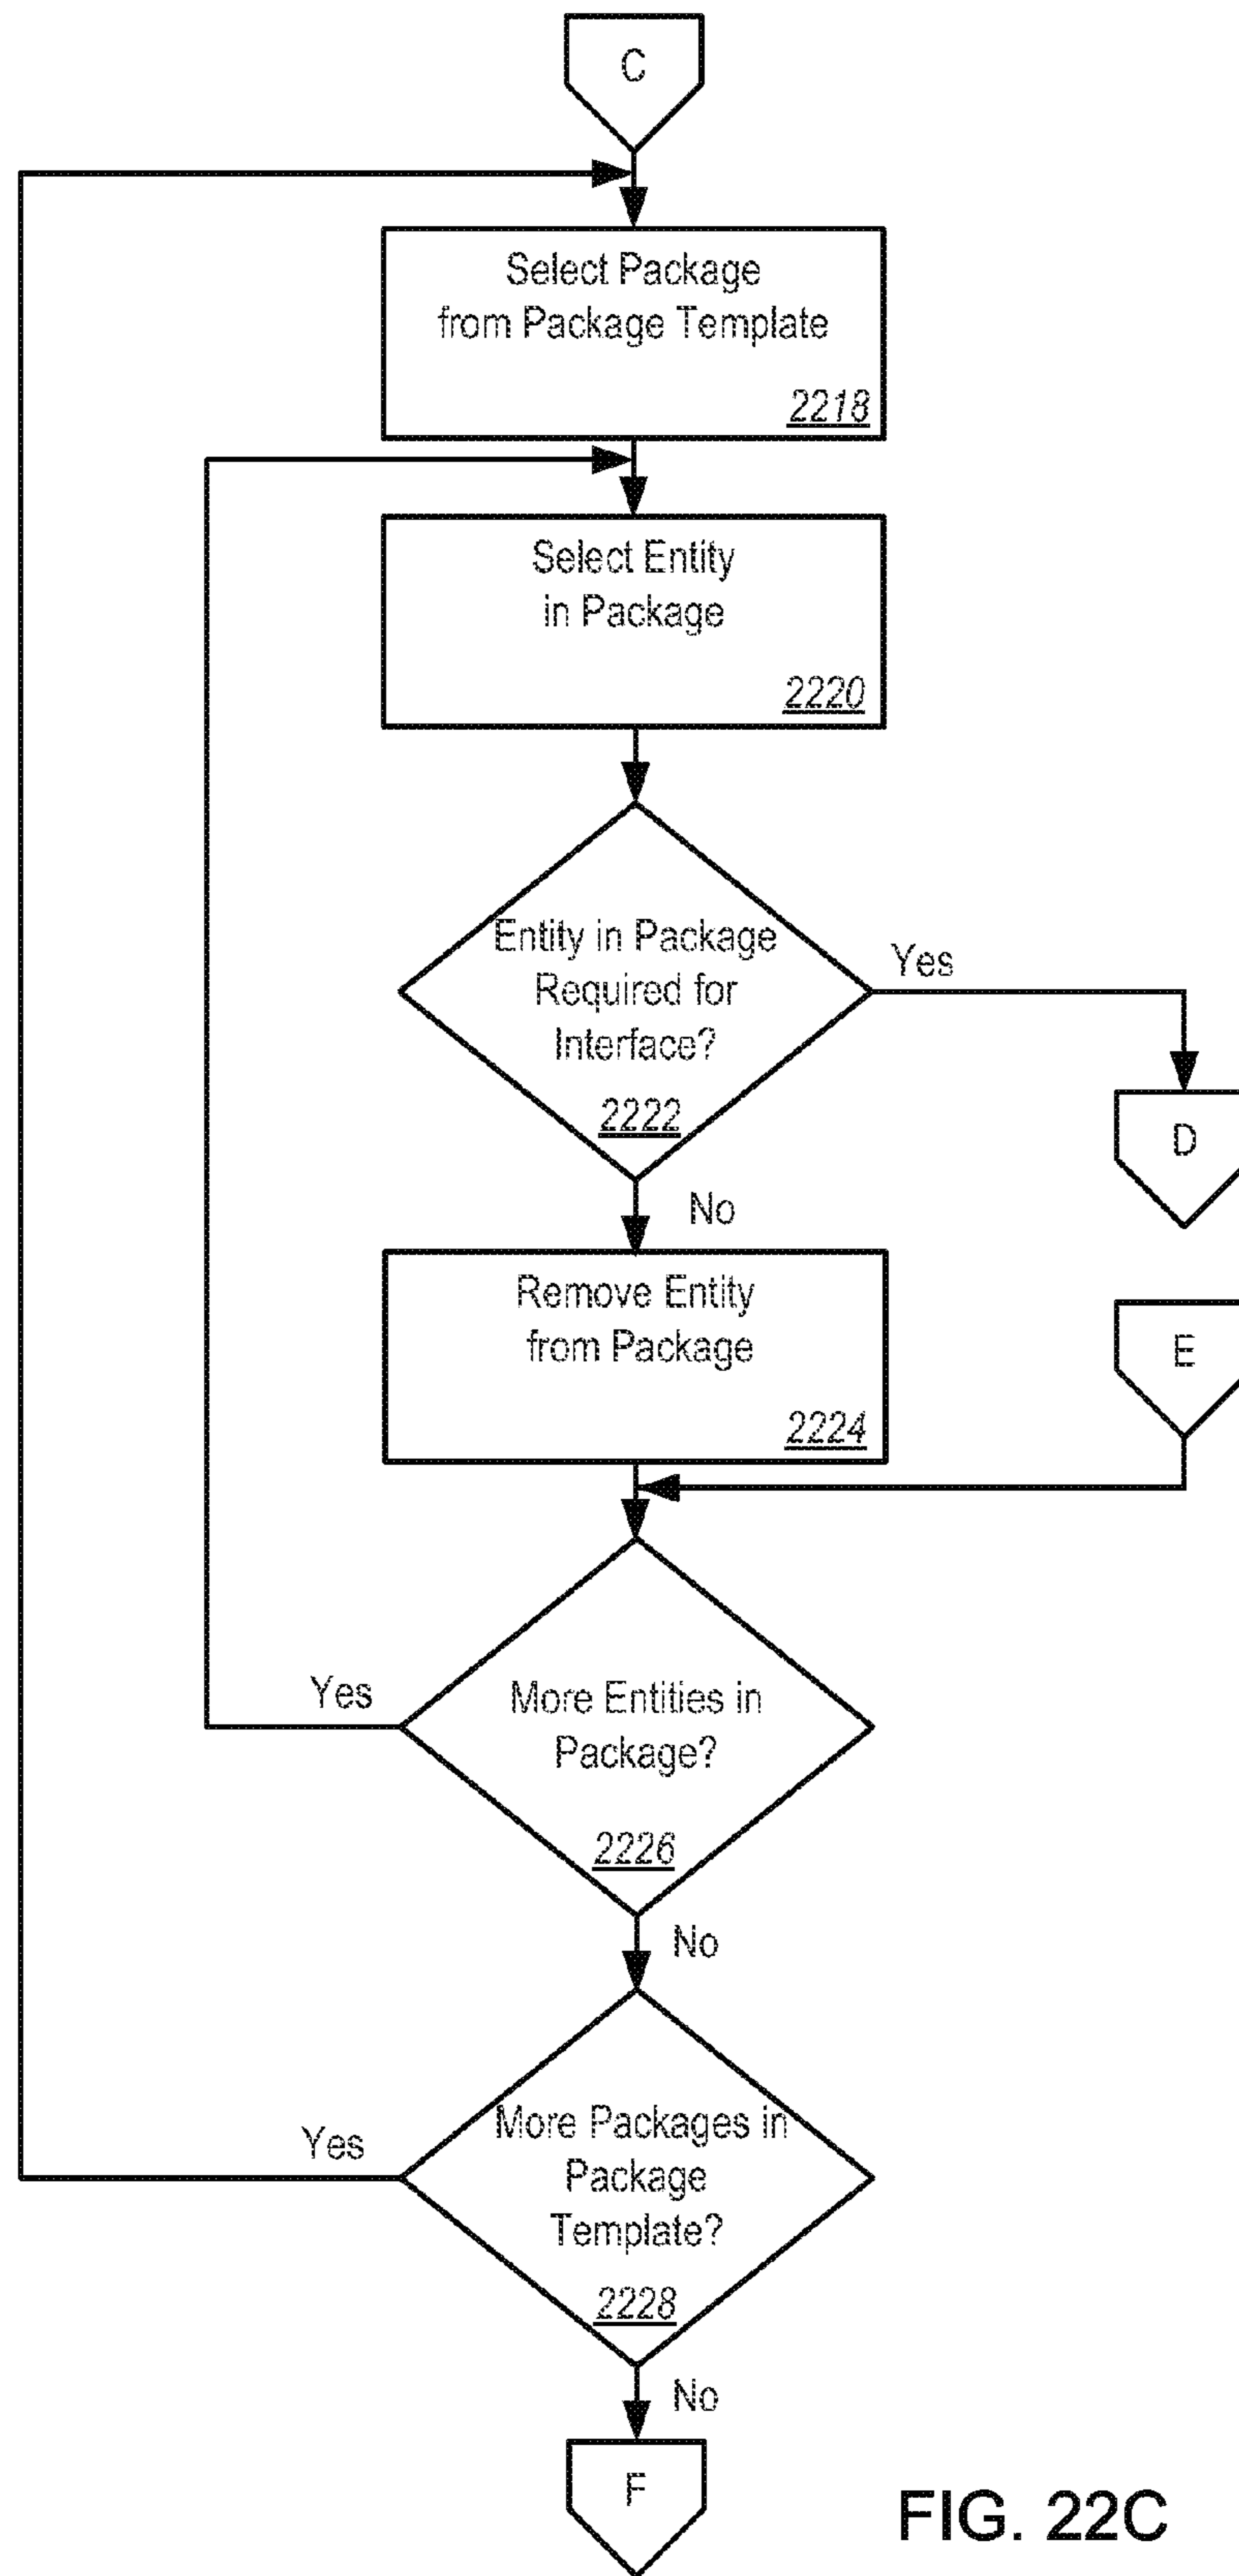 C
Select Package
from Package Template
2218
Select Entity
in Package
2220
Entity in Package
Required for
Interface?
2222
Yes
D
No
Remove Entity
from Package
2224
E
More Entities in
Package?
2226
Yes
No
More Packages in
Package
Template?
2228
Yes
No
F
FIG. 22C